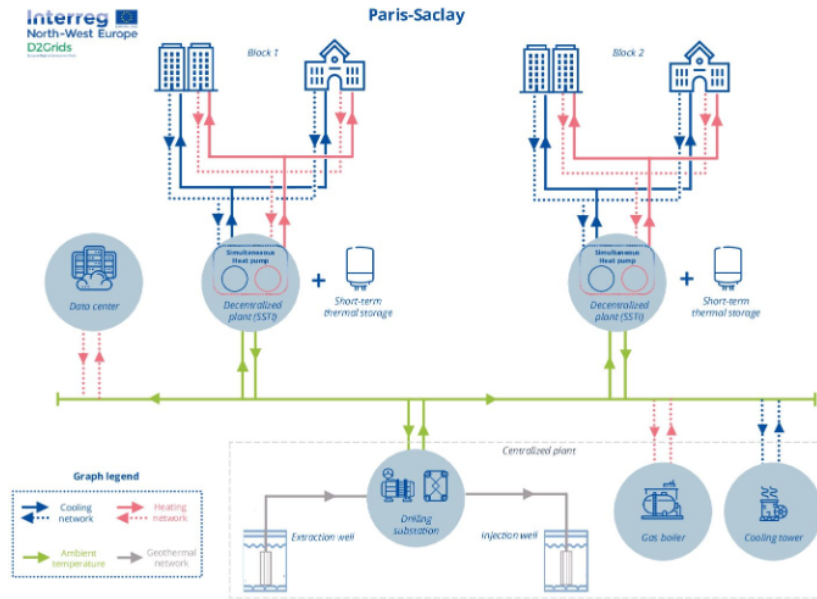 Interreg
North-West Europe
D2Grids
Paris-Saclay
Block 1
Block 2
Simultaneous
Heat pump
Decentralized
plant (SSTI)
Short-term
thermal storage
Simultaneous
Heat pump
Decentralized
plant (SSTI)
Short-term
thermal storage
Data center
Centralized plant
Graph legend
Cooling
network
Heating
network
Ambient
temperature
Geothermal
network
Extraction well
Drilling
substation
Injection well
Gas boiler
Cooling tower